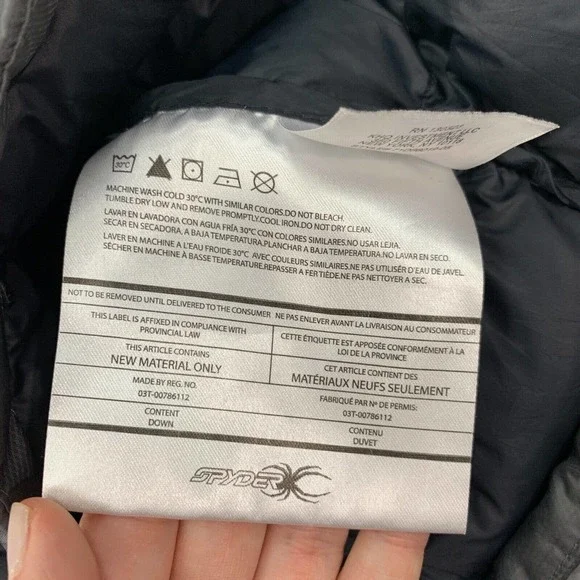 NEW YORK, NY 10018
30°C
MACHINE WASH COLD 30°C WITH SIMILAR COLORS.DO NOT BLEACH
TUMBLE DRY LOW AND REMOVE PROMPTLY.COOL IRON.DO NOT DRY CLEAN.
LAVAR EN LAVADORA CON AGUA FRÍA 30°C CON COLORES SIMILARES.NO USAR LEJIA.
SECAR EN SECADORA, A BAJA TEMPERATURA.PLANCHAR A BAJA TEMPERATURA.NO LAVAR EN SECO.
LAVER EN MACHINE A L'EAU FROIDE 30°C AVEC COULEURS SIMILAIRES.NE PAS UTILISER D'EAU DE JAVEL.
SÉCHER EN MACHINE À BASSE TEMPERATURE.REPASSER A FER TIÈDE.NE PAS NETTOYER A SEC.
NOT TO BE REMOVED UNTIL DELIVERED TO THE CONSUMER NE PAS ENLEVER AVANT LA LIVRAISON AU CONSOMMATEUR
THIS LABEL IS AFFIXED IN COMPLIANCE WITH
PROVINCIAL LAW
CETTE ÉTIQUETTE EST APPOSÉE CONFORMÉMENT À LA
LOI DE LA PROVINCE
THIS ARTICLE CONTAINS
NEW MATERIAL ONLY
CET ARTICLE CONTIENT DES
MATÉRIAUX NEUFS SEULEMENT
MADE BY REG. NO.
03T-00786112
FABRIQUÉ PAR Nº DE PERMIS:
03T-00786112
CONTENT
DOWN
CONTENU
DUVET
SPYDER